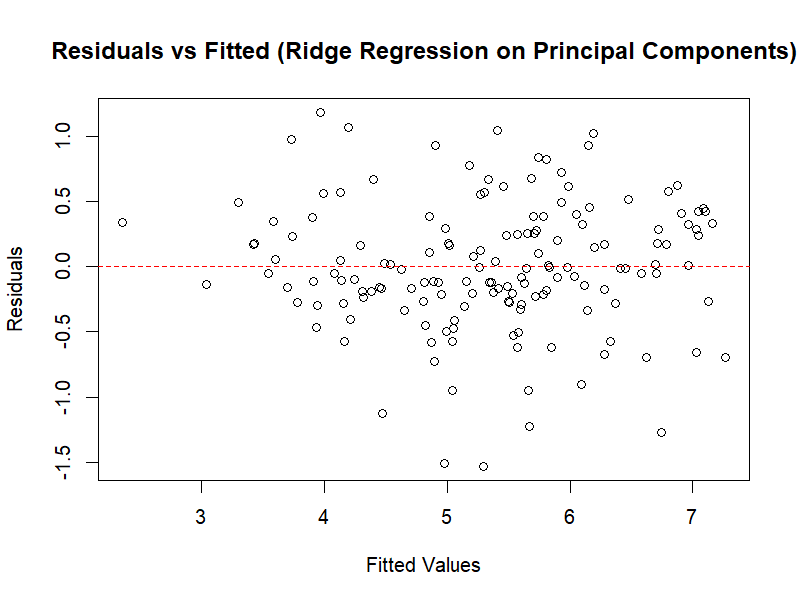 Residuals vs Fitted (Ridge Regression on Principal Components)
Residuals
1.0
0.5
0.0
-0.5
-1.0
-1.5
3 4 5 6 7
Fitted Values